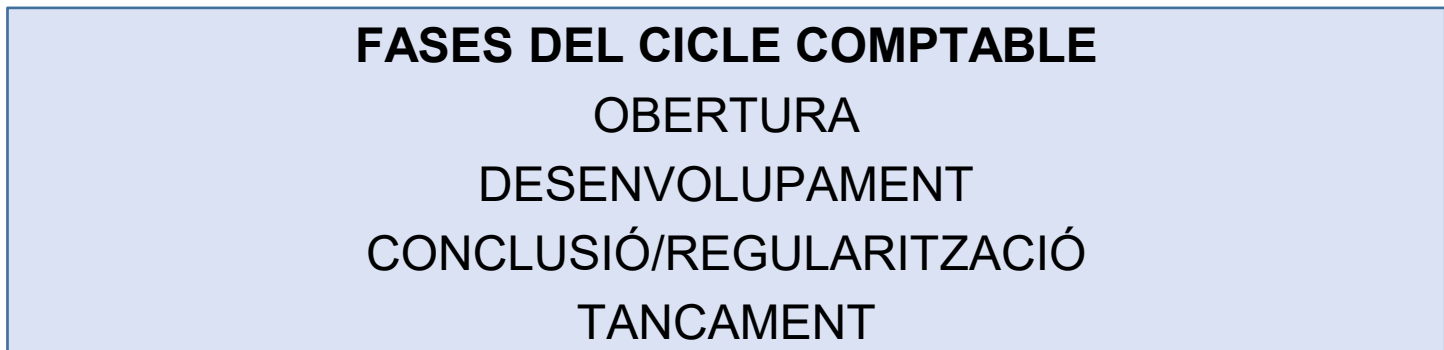 FASES DEL CICLE COMPTABLE
OBERTURA
DESENVOLUPAMENT
CONCLUSIÓ/REGULARITZACIÓ
TANCAMENT